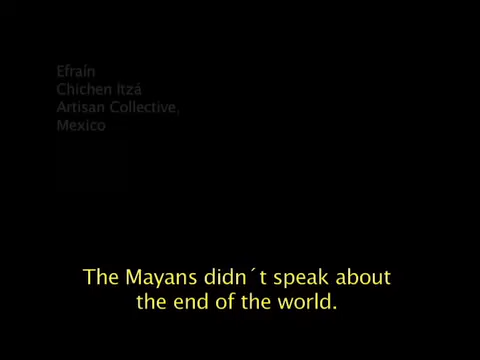 Efraín
Chichen Itzá
Artisan Collective,
Mexico
The Mayans didn´t speak about
the end of the world.